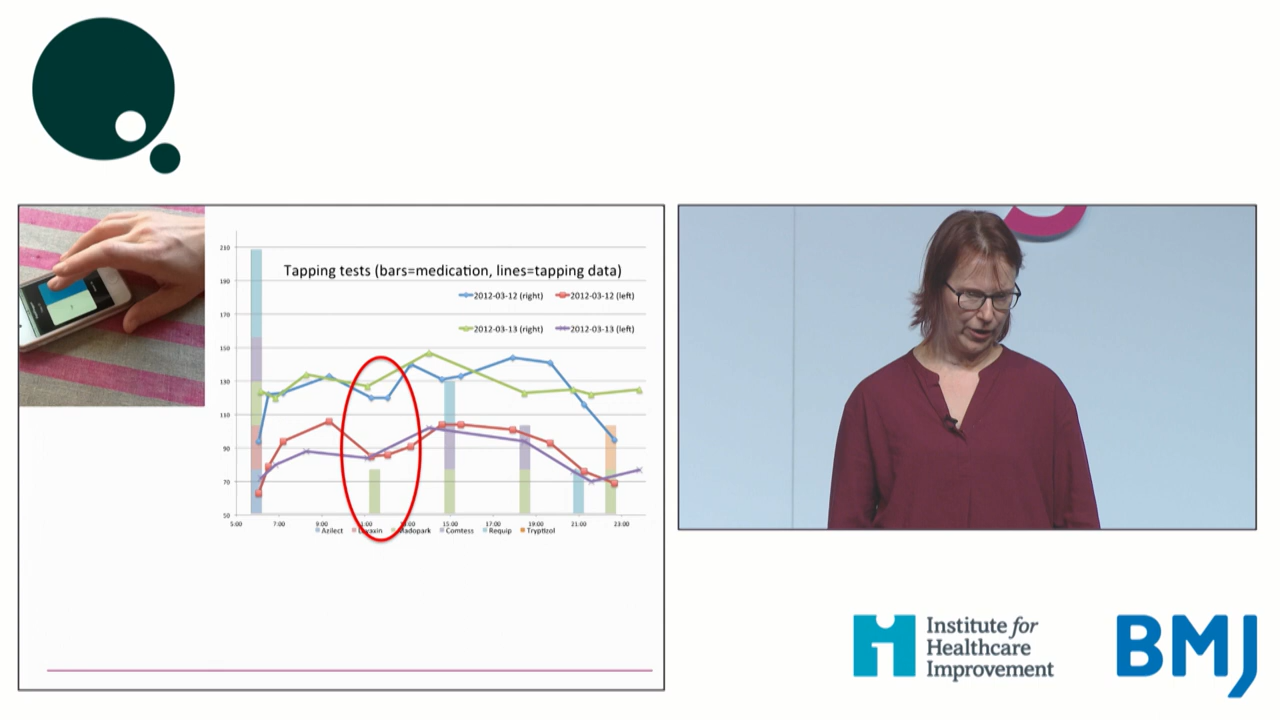 Tapping tests (bars=medication, lines=tapping data)
2012-03-12 (right) 2012-03-12 (left)
2012-03-13 (right) 2012-03-13 (left)
210
190
170
150
130
110
90
70
50
5:00 7:00 9:00 13:00 15:00 17:00 19:00 21:00 23:00
Azilect Comtess Requip Tryptizol
Institute for
Healthcare
Improvement
BMJ